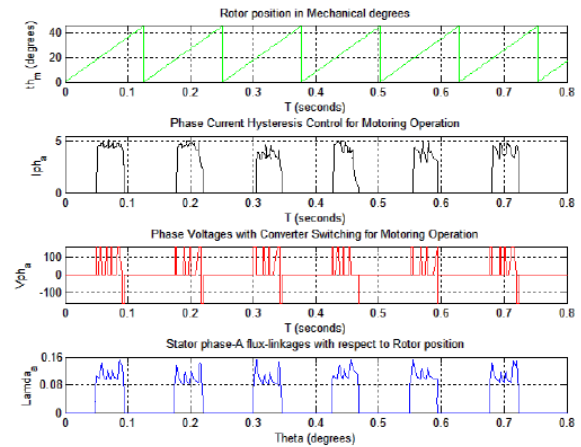 Rotor position in Mechanical degrees
th_m (degrees)
40
20
0
0 0.1 0.2 0.3 0.4 0.5 0.6 0.7 0.8
T (seconds)
Phase Current Hysteresis Control for Motoring Operation
Iph_a
5
0
0 0.1 0.2 0.3 0.4 0.5 0.6 0.7 0.8
T (seconds)
Phase Voltages with Converter Switching for Motoring Operation
Vph_a
100
0
-100
0 0.1 0.2 0.3 0.4 0.5 0.6 0.7 0.8
T (seconds)
Stator phase-A flux-linkages with respect to Rotor position
Lamda_a
0.16
0.08
0
0 0.1 0.2 0.3 0.4 0.5 0.6 0.7 0.8
Theta (degrees)